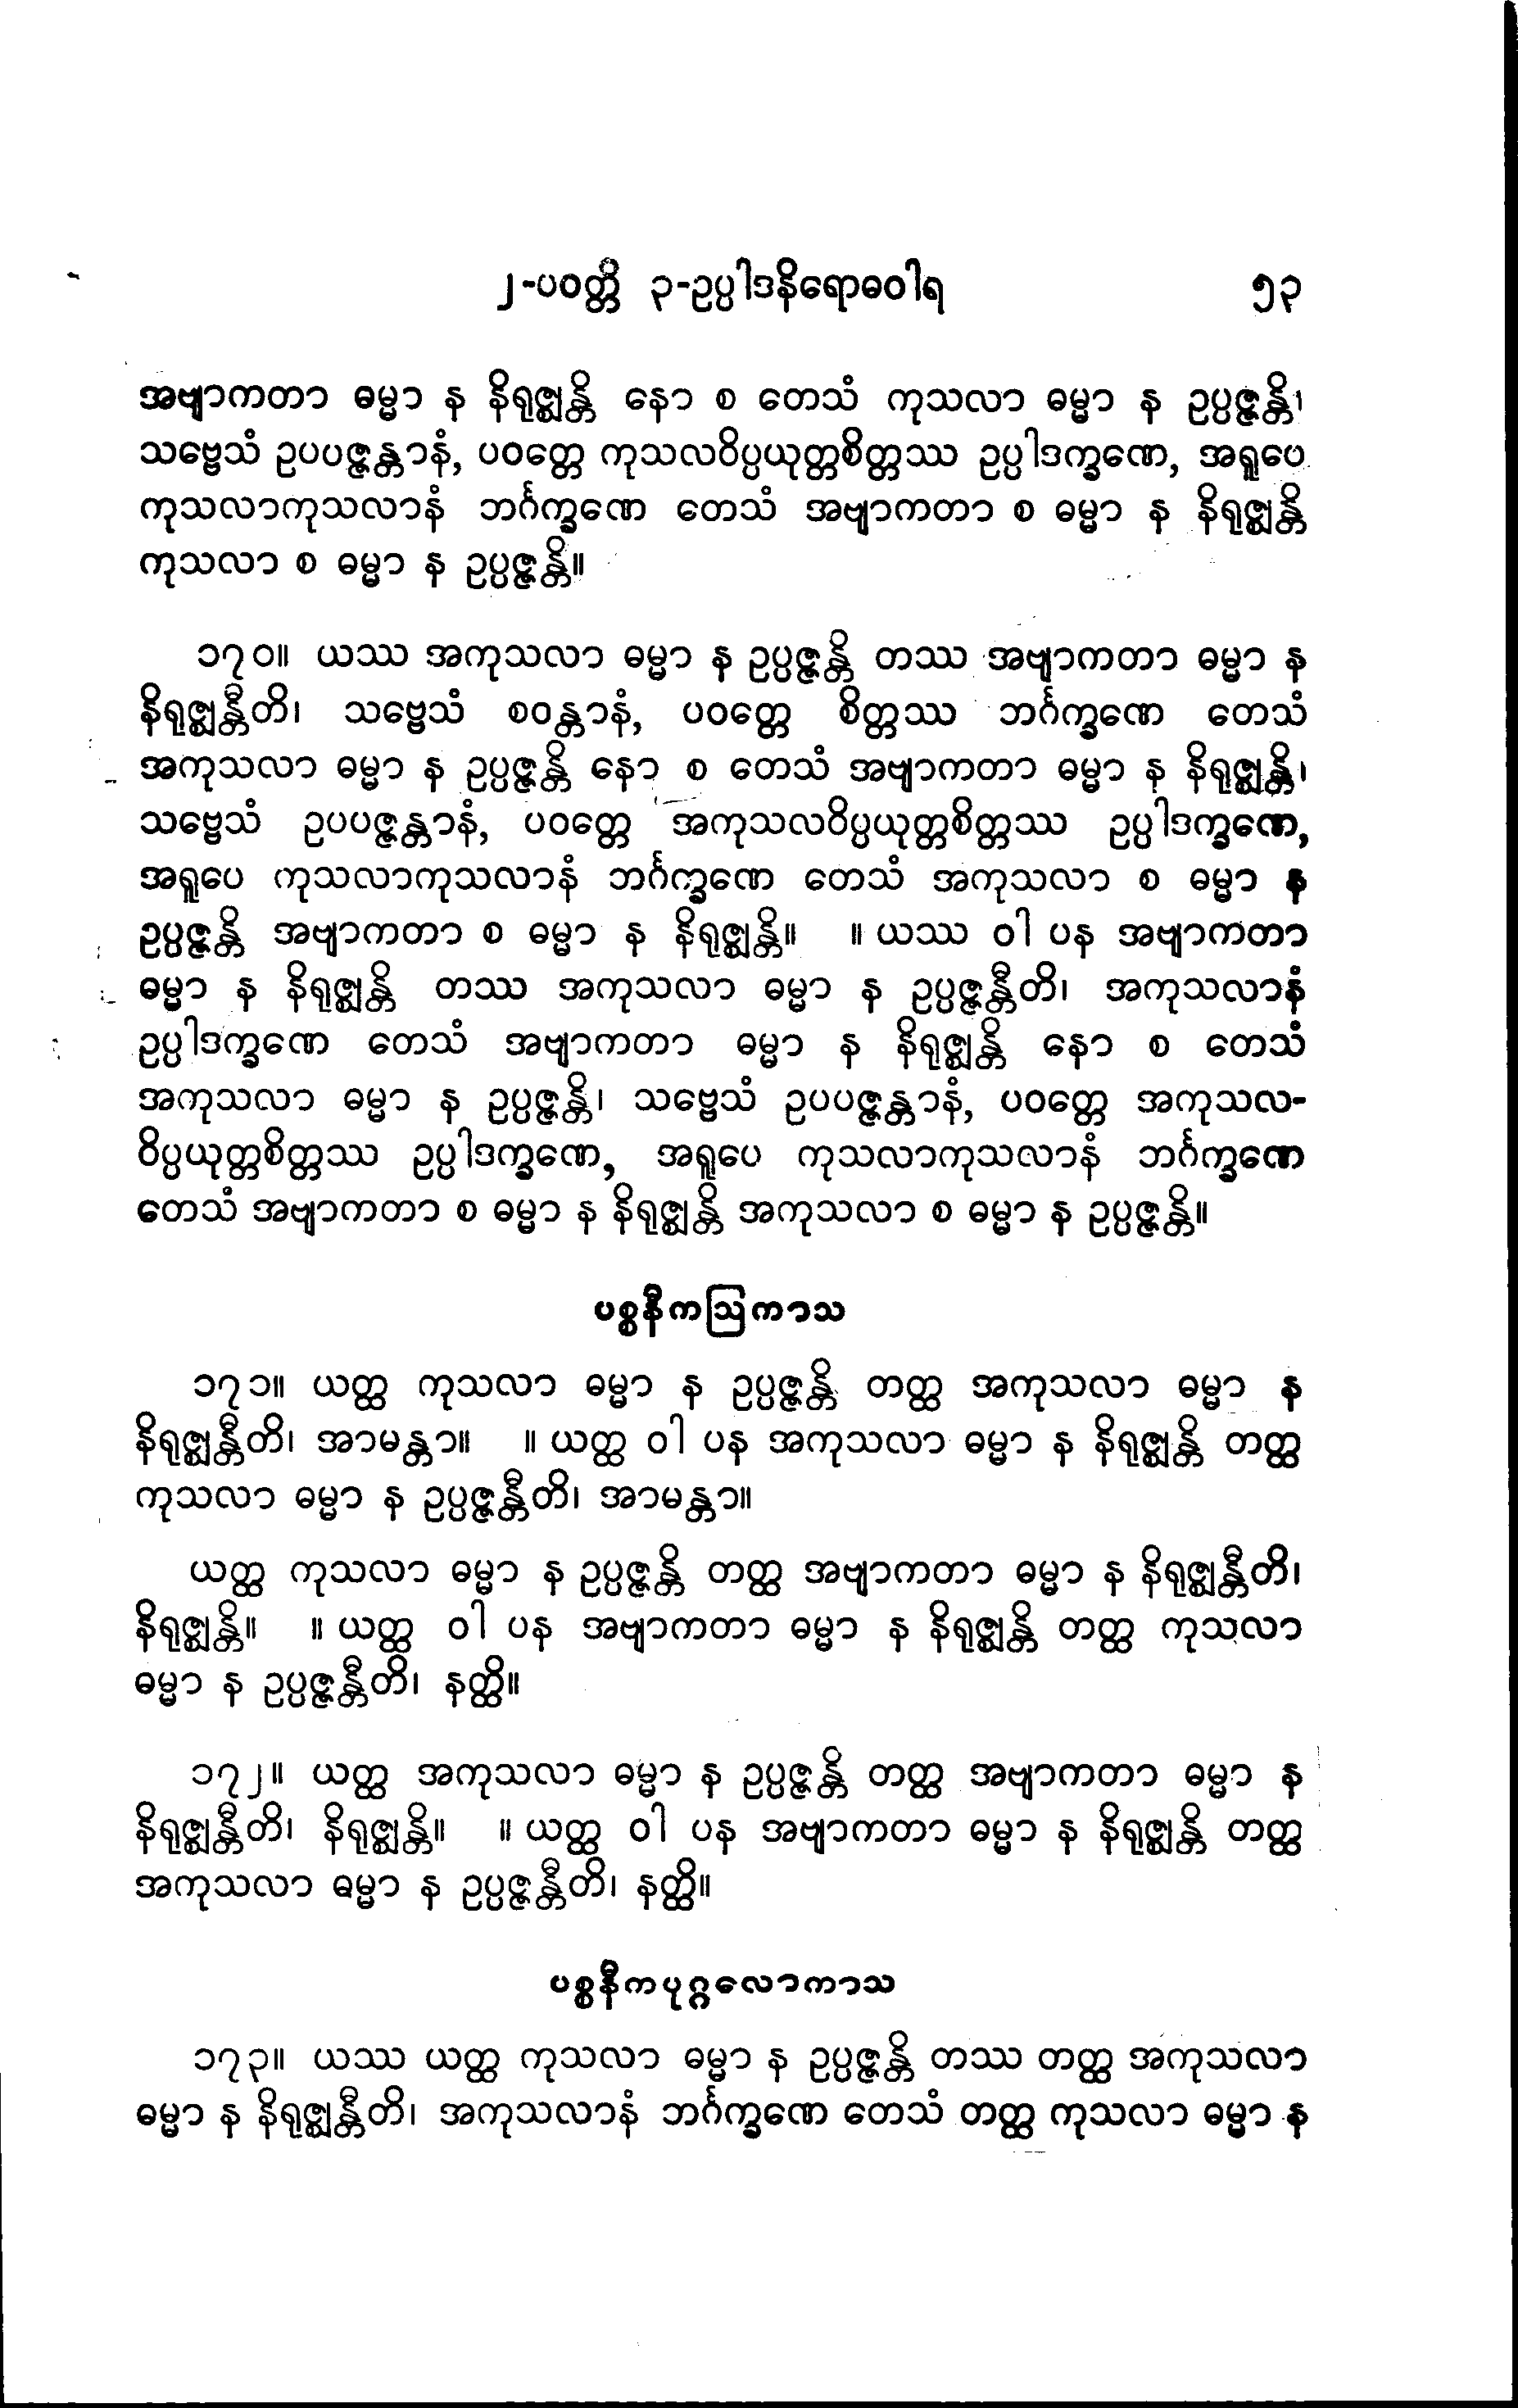 ၂-ပဝတ္တိ ၃-ဥပ္ပါဒနိရောဓဝါရ ၅၃
အဗျာကတာ ဓမ္မာ န နိရုဇ္ဈန္တိ နော စ တေသံ ကုသလာ ဓမ္မာ န ဥပ္ပဇ္ဇန္တိ၊
သဗ္ဗေသံ ဥပပဇ္ဇန္တာနံ, ပဝတ္တေ ကုသလဝိပ္ပယုတ္တစိတ္တဿ ဥပ္ပါဒက္ခဏေ, အရူပေ
ကုသလာကုသလာနံ ဘင်္ဂက္ခဏေ တေသံ အဗျာကတာ စ ဓမ္မာ န နိရုဇ္ဈန္တိ
ကုသလာ စ ဓမ္မာ န ဥပ္ပဇ္ဇန္တိ။
၁၇၀။ ယဿ အကုသလာ ဓမ္မာ န ဥပ္ပဇ္ဇန္တိ တဿ အဗျာကတာ ဓမ္မာ န
နိရုဇ္ဈန္တီတိ၊ သဗ္ဗေသံ စဝန္တာနံ, ပဝတ္တေ စိတ္တဿ ဘင်္ဂက္ခဏေ တေသံ
အကုသလာ ဓမ္မာ န ဥပ္ပဇ္ဇန္တိ နော စ တေသံ အဗျာကတာ ဓမ္မာ န နိရုဇ္ဈန္တိ၊
သဗ္ဗေသံ ဥပပဇ္ဇန္တာနံ, ပဝတ္တေ အကုသလဝိပ္ပယုတ္တစိတ္တဿ ဥပ္ပါဒက္ခဏေ,
အရူပေ ကုသလာကုသလာနံ ဘင်္ဂက္ခဏေ တေသံ အကုသလာ စ ဓမ္မာ န
ဥပ္ပဇ္ဇန္တိ အဗျာကတာ စ ဓမ္မာ န နိရုဇ္ဈန္တိ။ ။ ယဿ ဝါ ပန အဗျာကတာ
ဓမ္မာ န နိရုဇ္ဈန္တိ တဿ အကုသလာ ဓမ္မာ န ဥပ္ပဇ္ဇန္တီတိ၊ အကုသလာနံ
ဥပ္ပါဒက္ခဏေ တေသံ အဗျာကတာ ဓမ္မာ န နိရုဇ္ဈန္တိ နော စ တေသံ
အကုသလာ ဓမ္မာ န ဥပ္ပဇ္ဇန္တိ၊ သဗ္ဗေသံ ဥပပဇ္ဇန္တာနံ, ပဝတ္တေ အကုသလ-
ဝိပ္ပယုတ္တစိတ္တဿ ဥပ္ပါဒက္ခဏေ, အရူပေ ကုသလာကုသလာနံ ဘင်္ဂက္ခဏေ
တေသံ အဗျာကတာ စ ဓမ္မာ န နိရုဇ္ဈန္တိ အကုသလာ စ ဓမ္မာ န ဥပ္ပဇ္ဇန္တိ။
ပစ္စနီကဩကာသ
၁၇၁။ ယတ္ထ ကုသလာ ဓမ္မာ န ဥပ္ပဇ္ဇန္တိ တတ္ထ အကုသလာ ဓမ္မာ န
နိရုဇ္ဈန္တီတိ၊ အာမန္တာ။ ။ ယတ္ထ ဝါ ပန အကုသလာ ဓမ္မာ န နိရုဇ္ဈန္တိ တတ္ထ
ကုသလာ ဓမ္မာ န ဥပ္ပဇ္ဇန္တီတိ၊ အာမန္တာ။
ယတ္ထ ကုသလာ ဓမ္မာ န ဥပ္ပဇ္ဇန္တိ တတ္ထ အဗျာကတာ ဓမ္မာ န နိရုဇ္ဈန္တီတိ၊
နိရုဇ္ဈန္တိ။ ။ ယတ္ထ ဝါ ပန အဗျာကတာ ဓမ္မာ န နိရုဇ္ဈန္တိ တတ္ထ ကုသလာ
ဓမ္မာ န ဥပ္ပဇ္ဇန္တီတိ၊ နတ္ထိ။
၁၇၂။ ယတ္ထ အကုသလာ ဓမ္မာ န ဥပ္ပဇ္ဇန္တိ တတ္ထ အဗျာကတာ ဓမ္မာ န
နိရုဇ္ဈန္တီတိ၊ နိရုဇ္ဈန္တိ။ ။ ယတ္ထ ဝါ ပန အဗျာကတာ ဓမ္မာ န နိရုဇ္ဈန္တိ တတ္ထ
အကုသလာ ဓမ္မာ န ဥပ္ပဇ္ဇန္တီတိ၊ နတ္ထိ။
ပစ္စနီကပုဂ္ဂလောကာသ
၁၇၃။ ယဿ ယတ္ထ ကုသလာ ဓမ္မာ န ဥပ္ပဇ္ဇန္တိ တဿ တတ္ထ အကုသလာ
ဓမ္မာ န နိရုဇ္ဈန္တီတိ၊ အကုသလာနံ ဘင်္ဂက္ခဏေ တေသံ တတ္ထ ကုသလာ ဓမ္မာ န